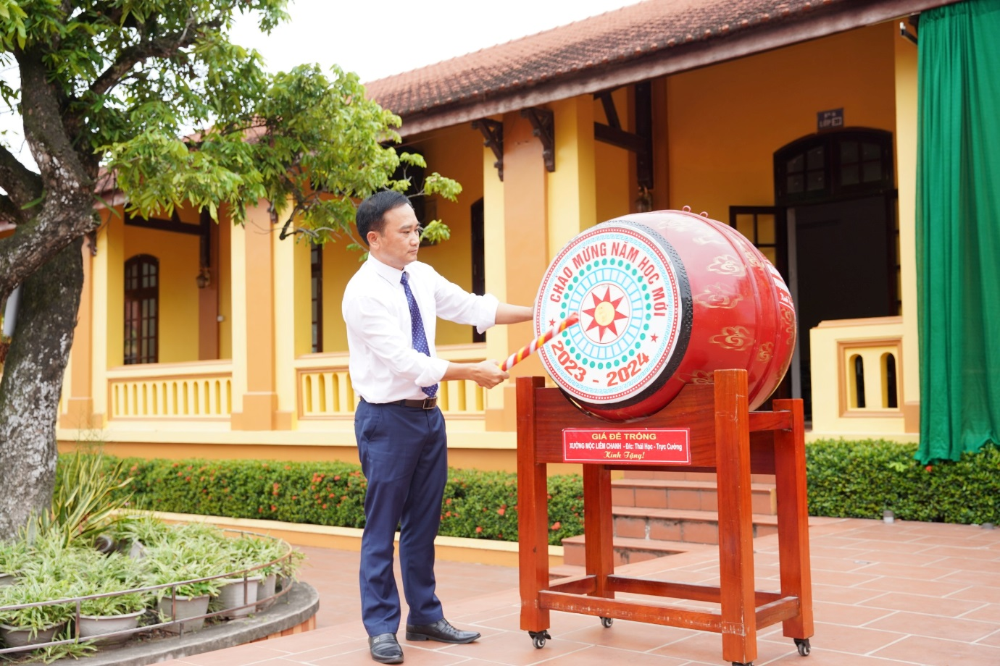 CHÀO MỪNG NĂM HỌC MỚI
2023 - 2024
GIÁ ĐỂ TRỐNG
XƯỞNG MỘC LIÊM CHANH - Đ/c: Thái Học - Trực Cường
Kính Tặng!